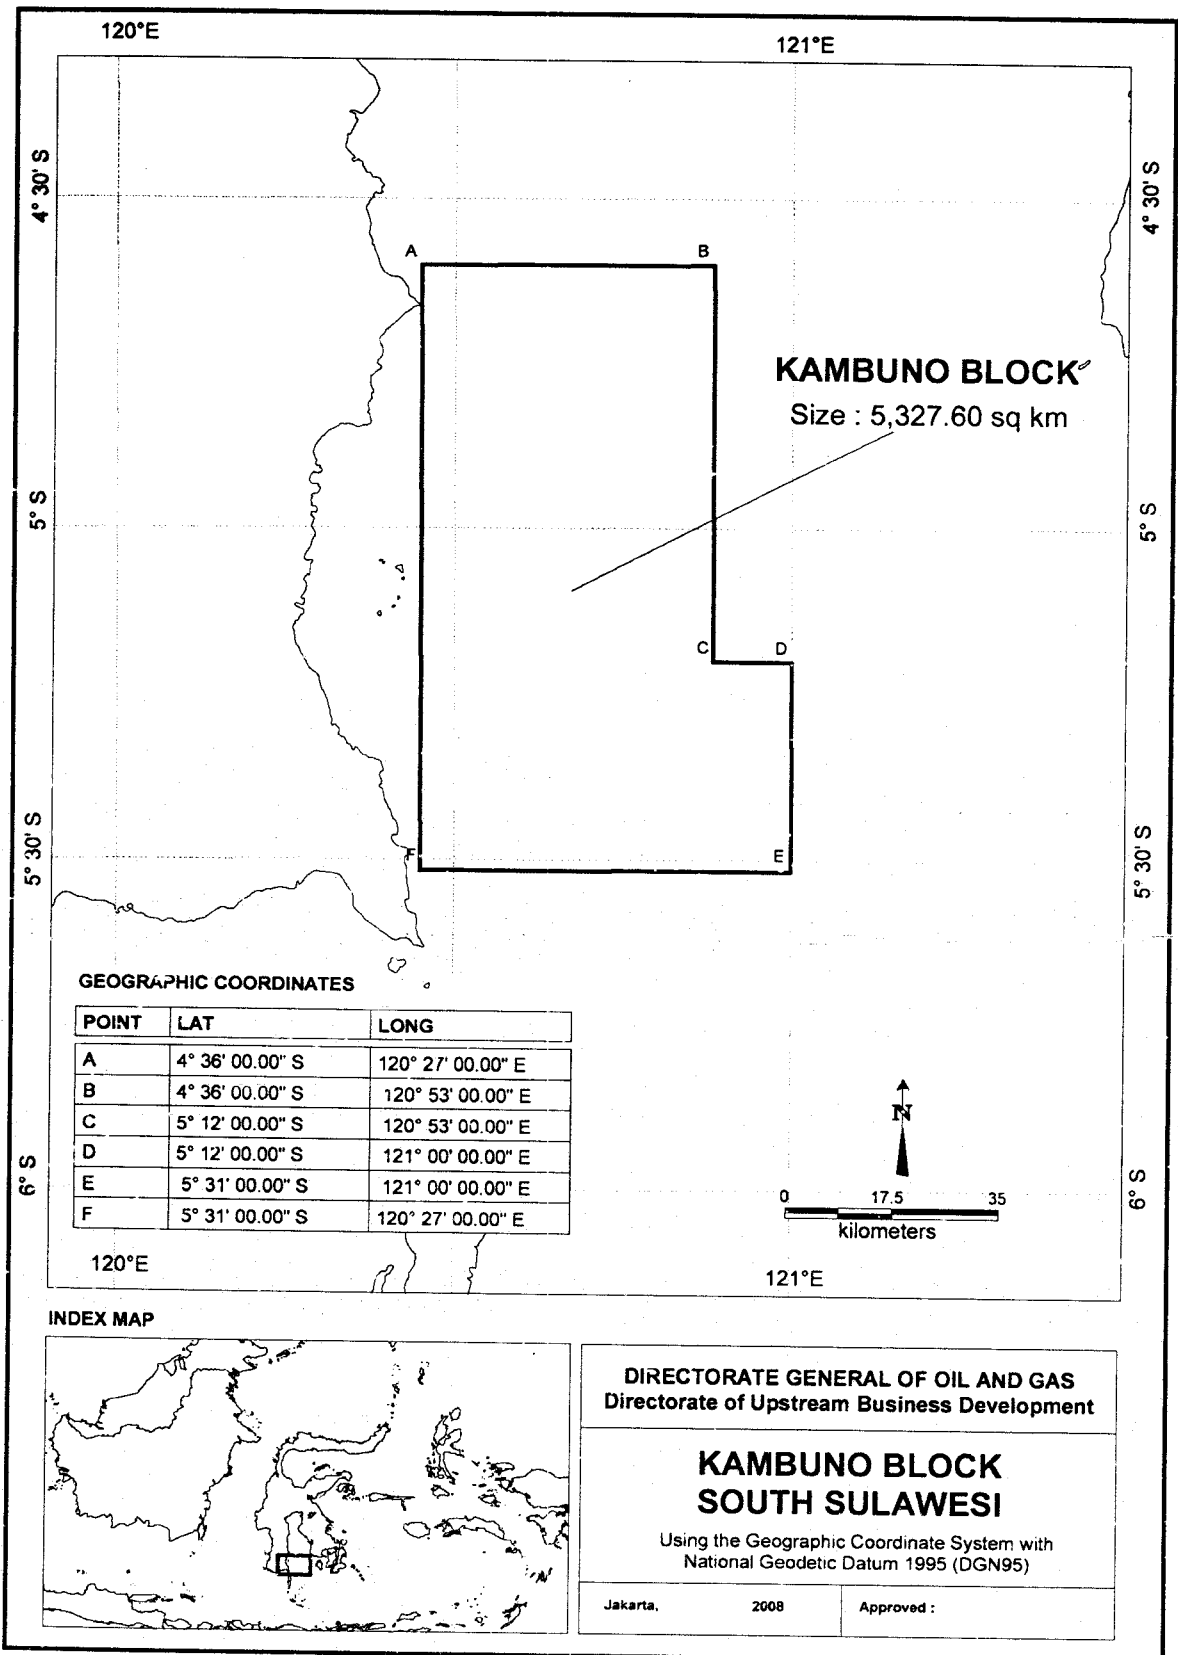 120°E
121°E
4° 30' S
4° 30' S
A
B
KAMBUNO BLOCK
Size : 5,327.60 sq km
5° S
5° S
C
D
5° 30' S
5° 30' S
F
E
GEOGRAPHIC COORDINATES
POINT LAT LONG
A 4° 36' 00.00" S 120° 27' 00.00" E
B 4° 36' 00.00" S 120° 53' 00.00" E
C 5° 12' 00.00" S 120° 53' 00.00" E
D 5° 12' 00.00" S 121° 00' 00.00" E
E 5° 31' 00.00" S 121° 00' 00.00" E
F 5° 31' 00.00" S 120° 27' 00.00" E
N
6° S
6° S
0 17.5 35
kilometers
120°E
121°E
INDEX MAP
DIRECTORATE GENERAL OF OIL AND GAS
Directorate of Upstream Business Development
KAMBUNO BLOCK
SOUTH SULAWESI
Using the Geographic Coordinate System with
National Geodetic Datum 1995 (DGN95)
Jakarta, 2008 Approved :